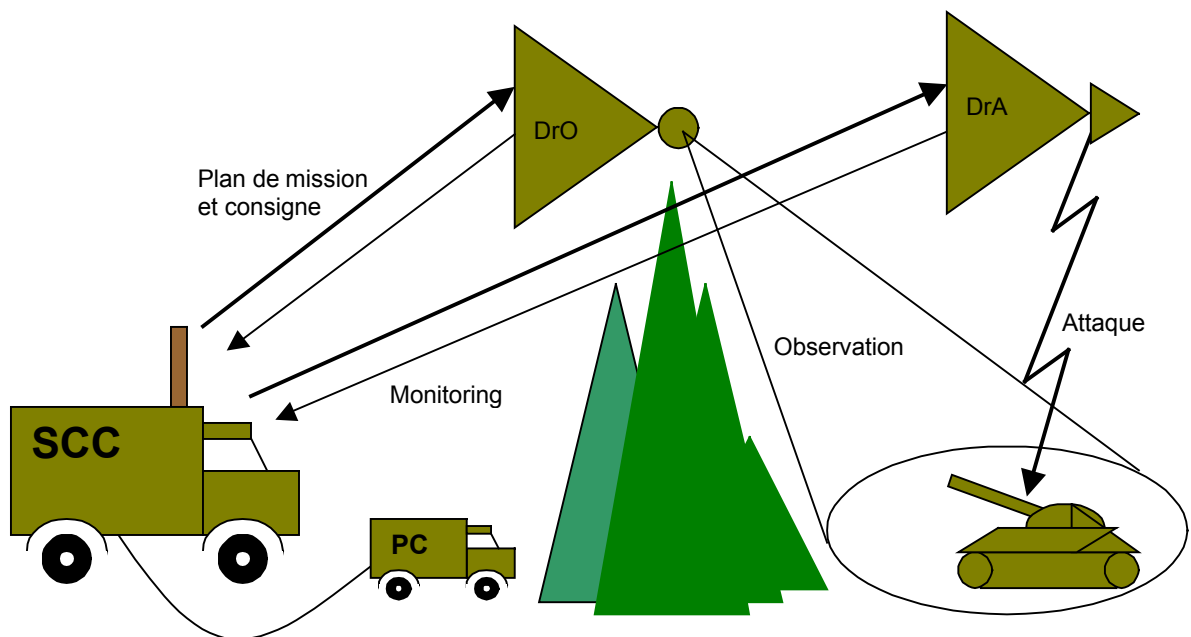 DrO
DrA
Plan de mission
et consigne
Attaque
Observation
Monitoring
SCC
PC